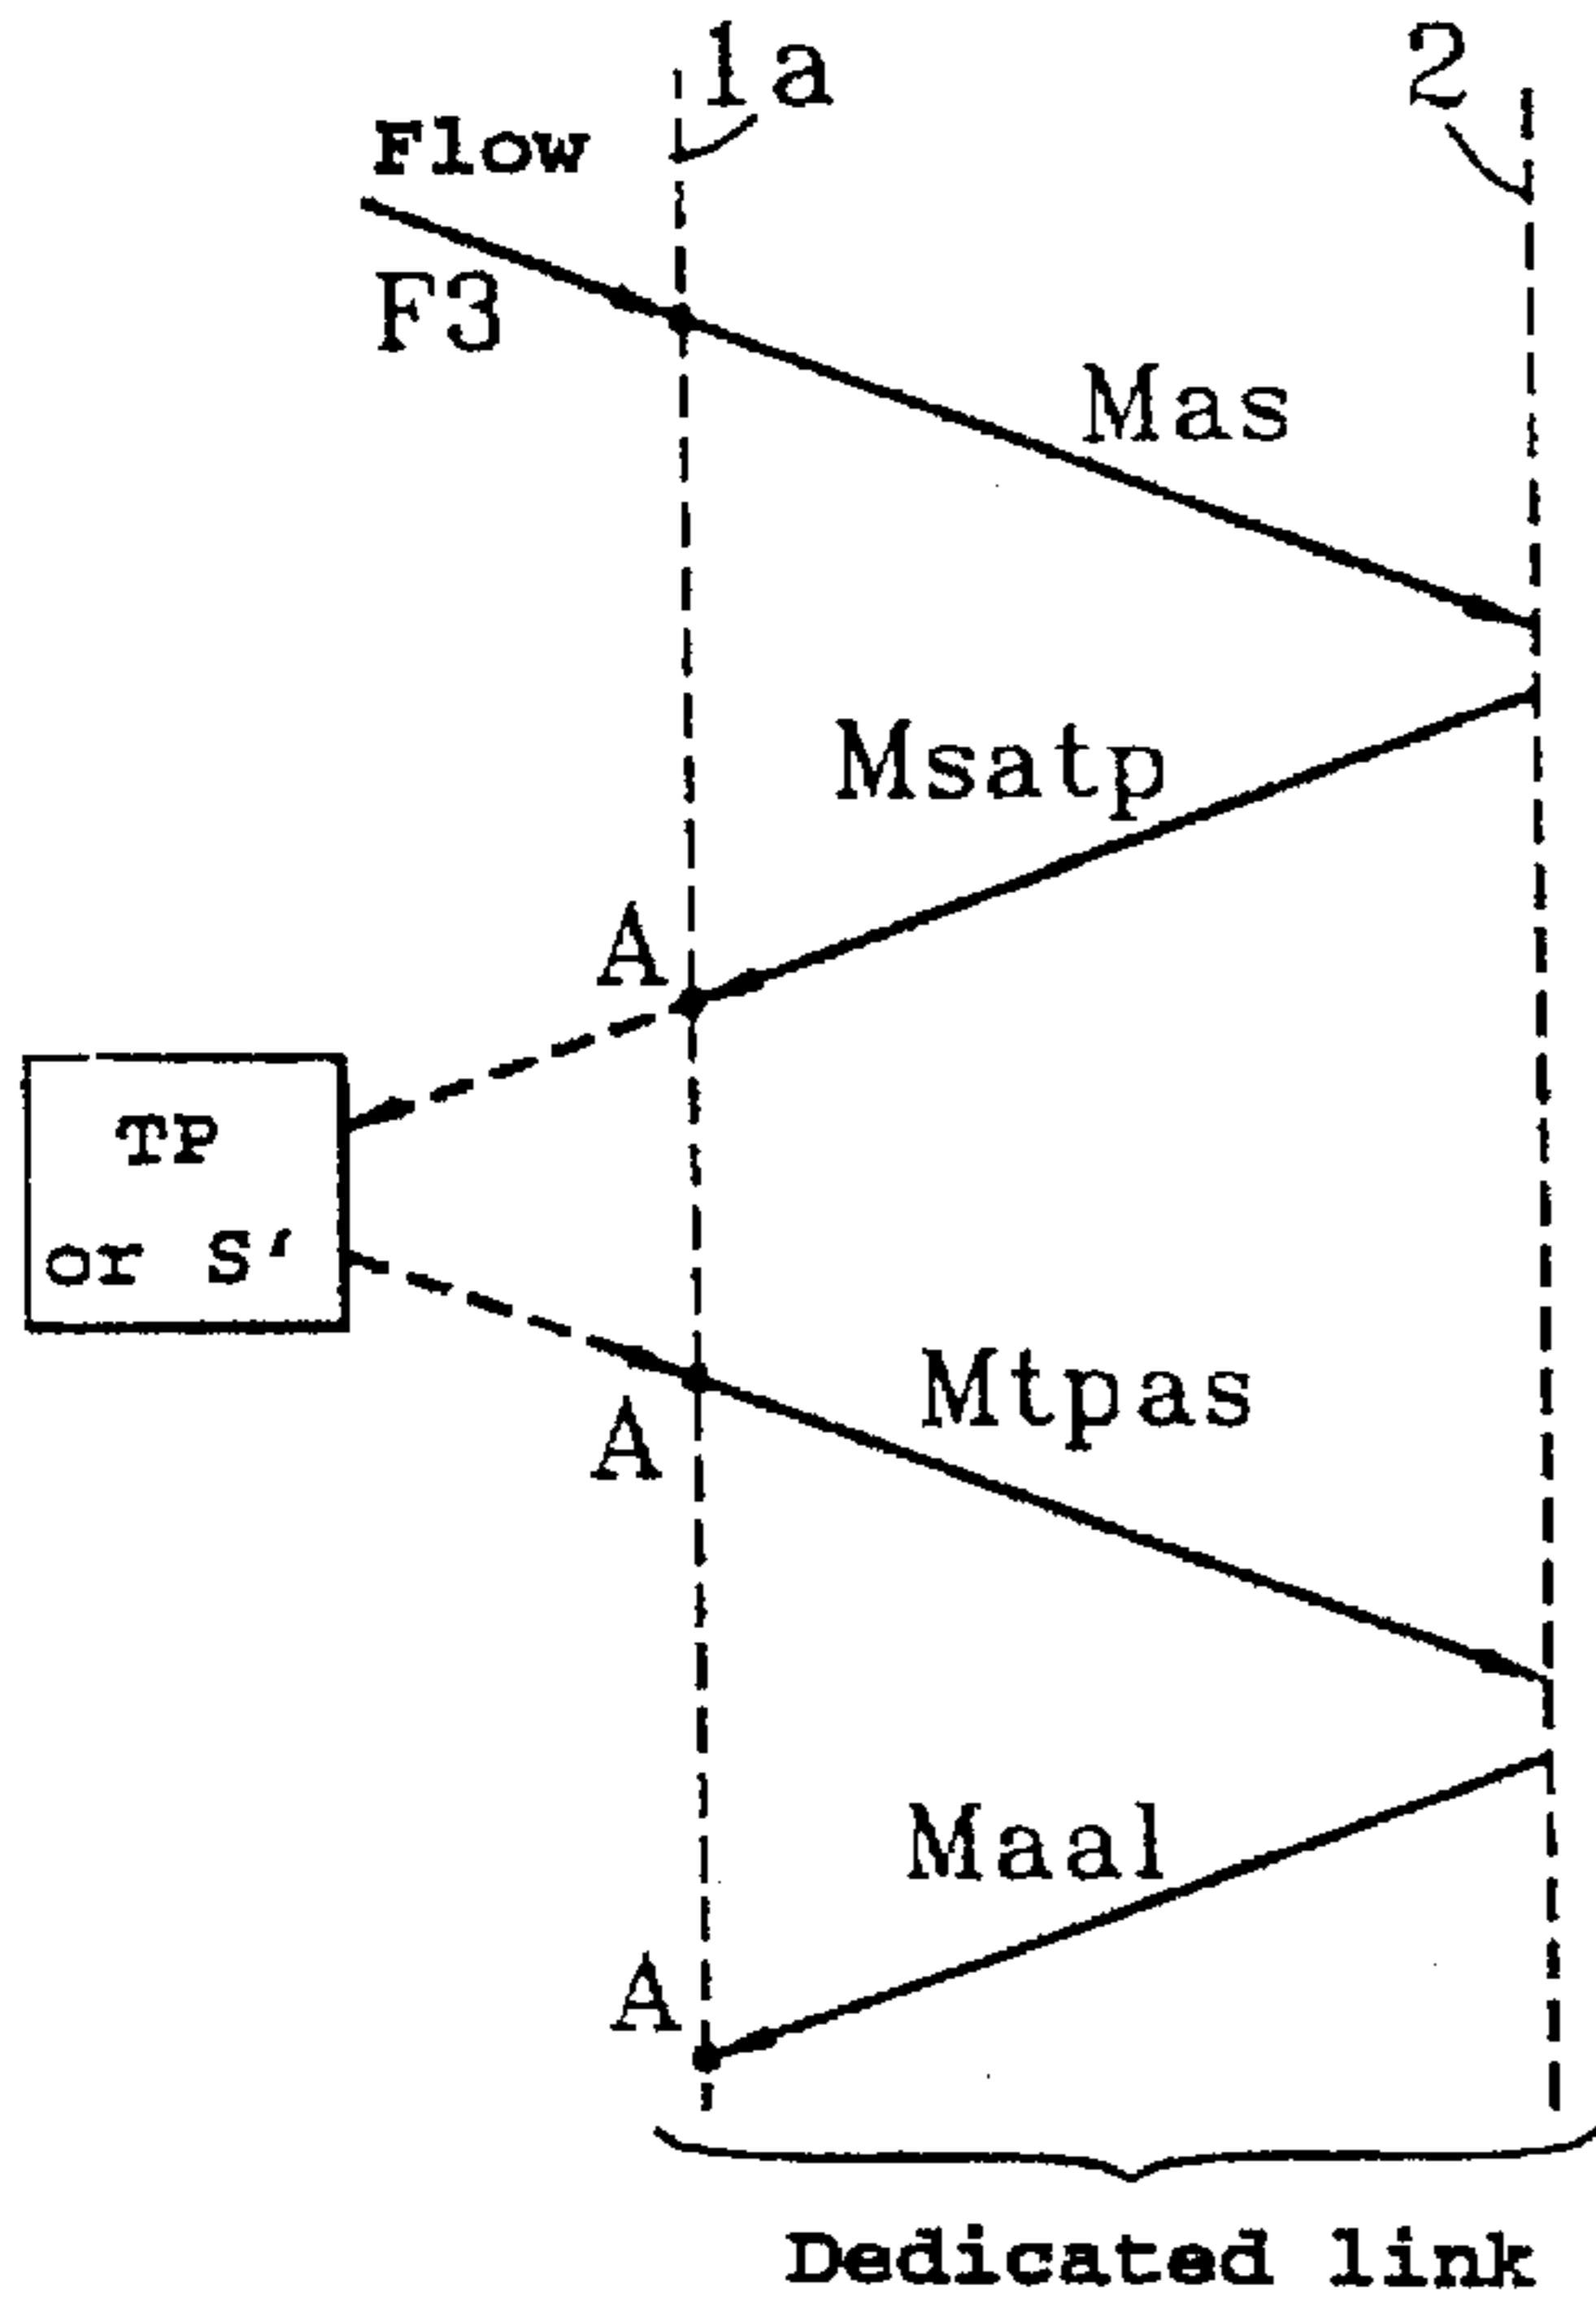 1a
2
Flow
F3
Mas
Msatp
A
TP
or S'
Mtpas
A
Maal
A
Dedicated link